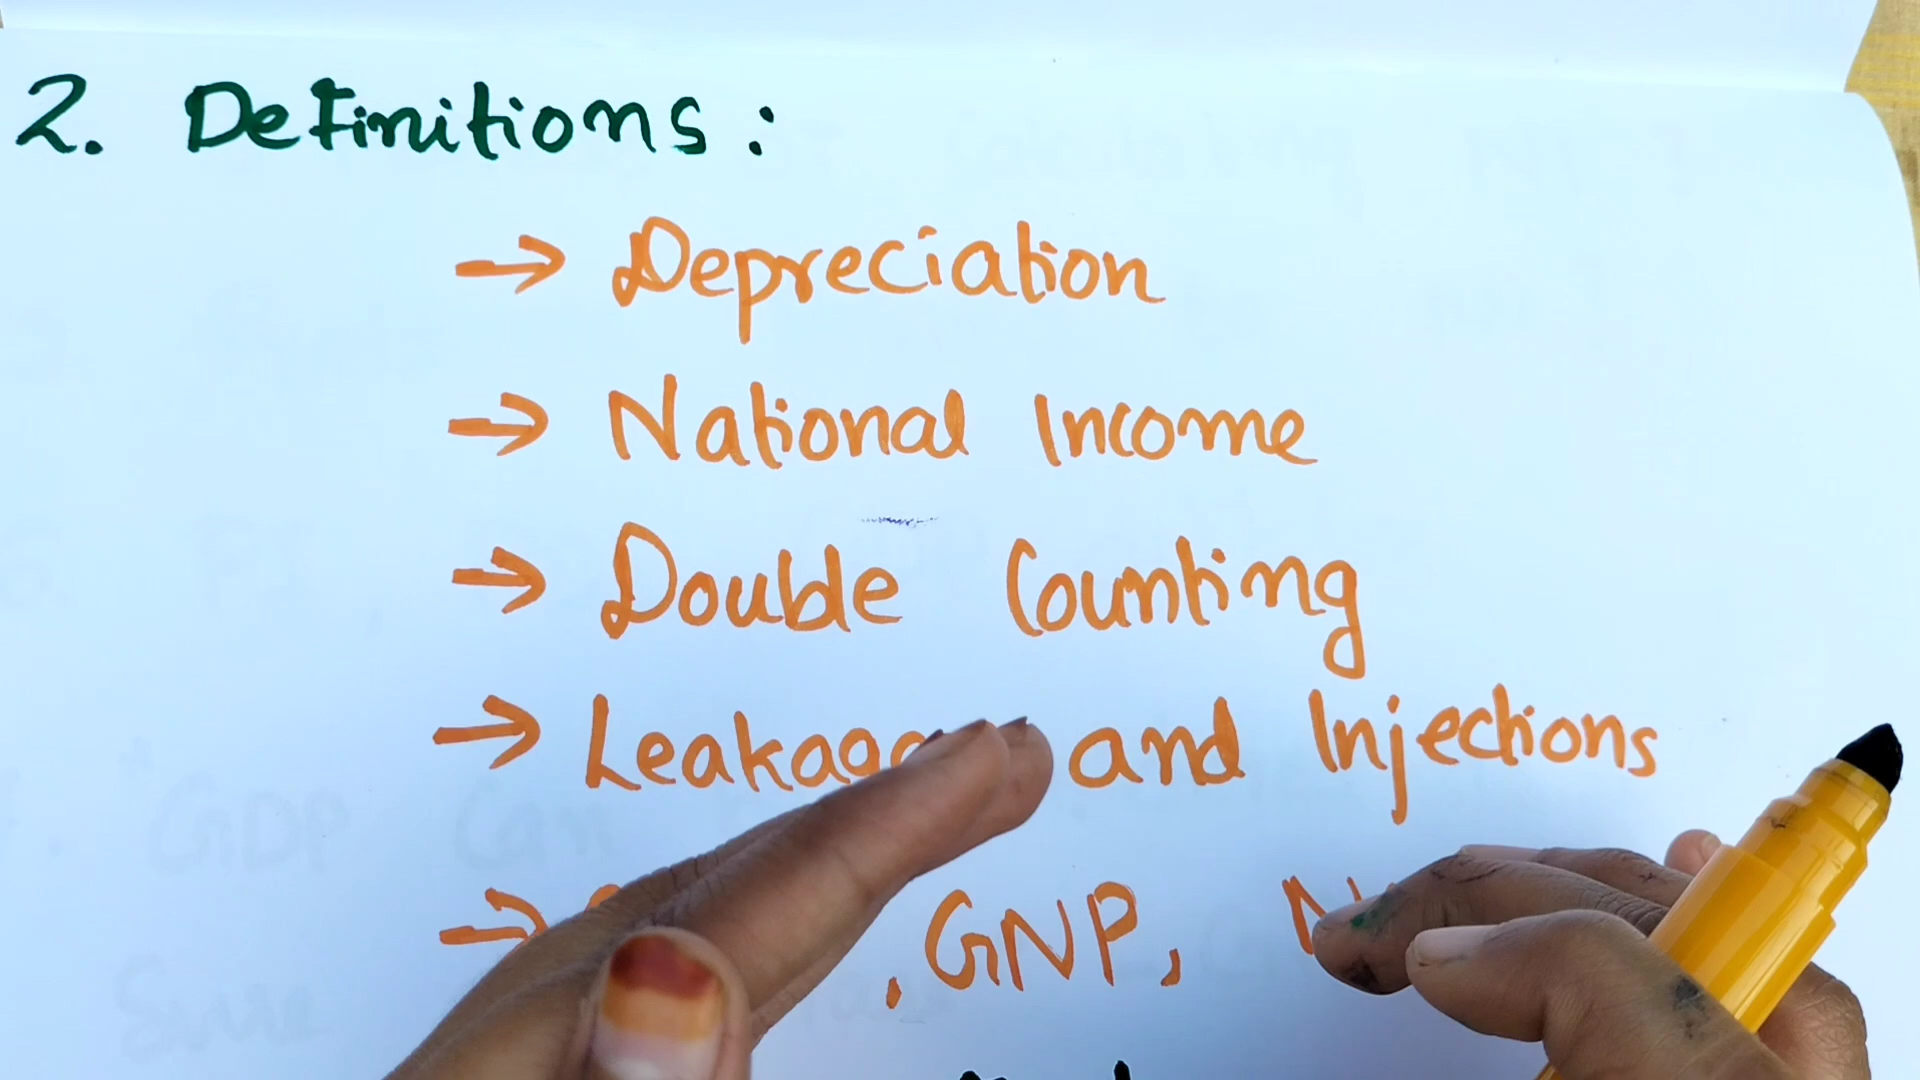 2. Definitions:
→ Depreciation
→ National Income
→ Double Counting
→ and Injections
→ , GNP,